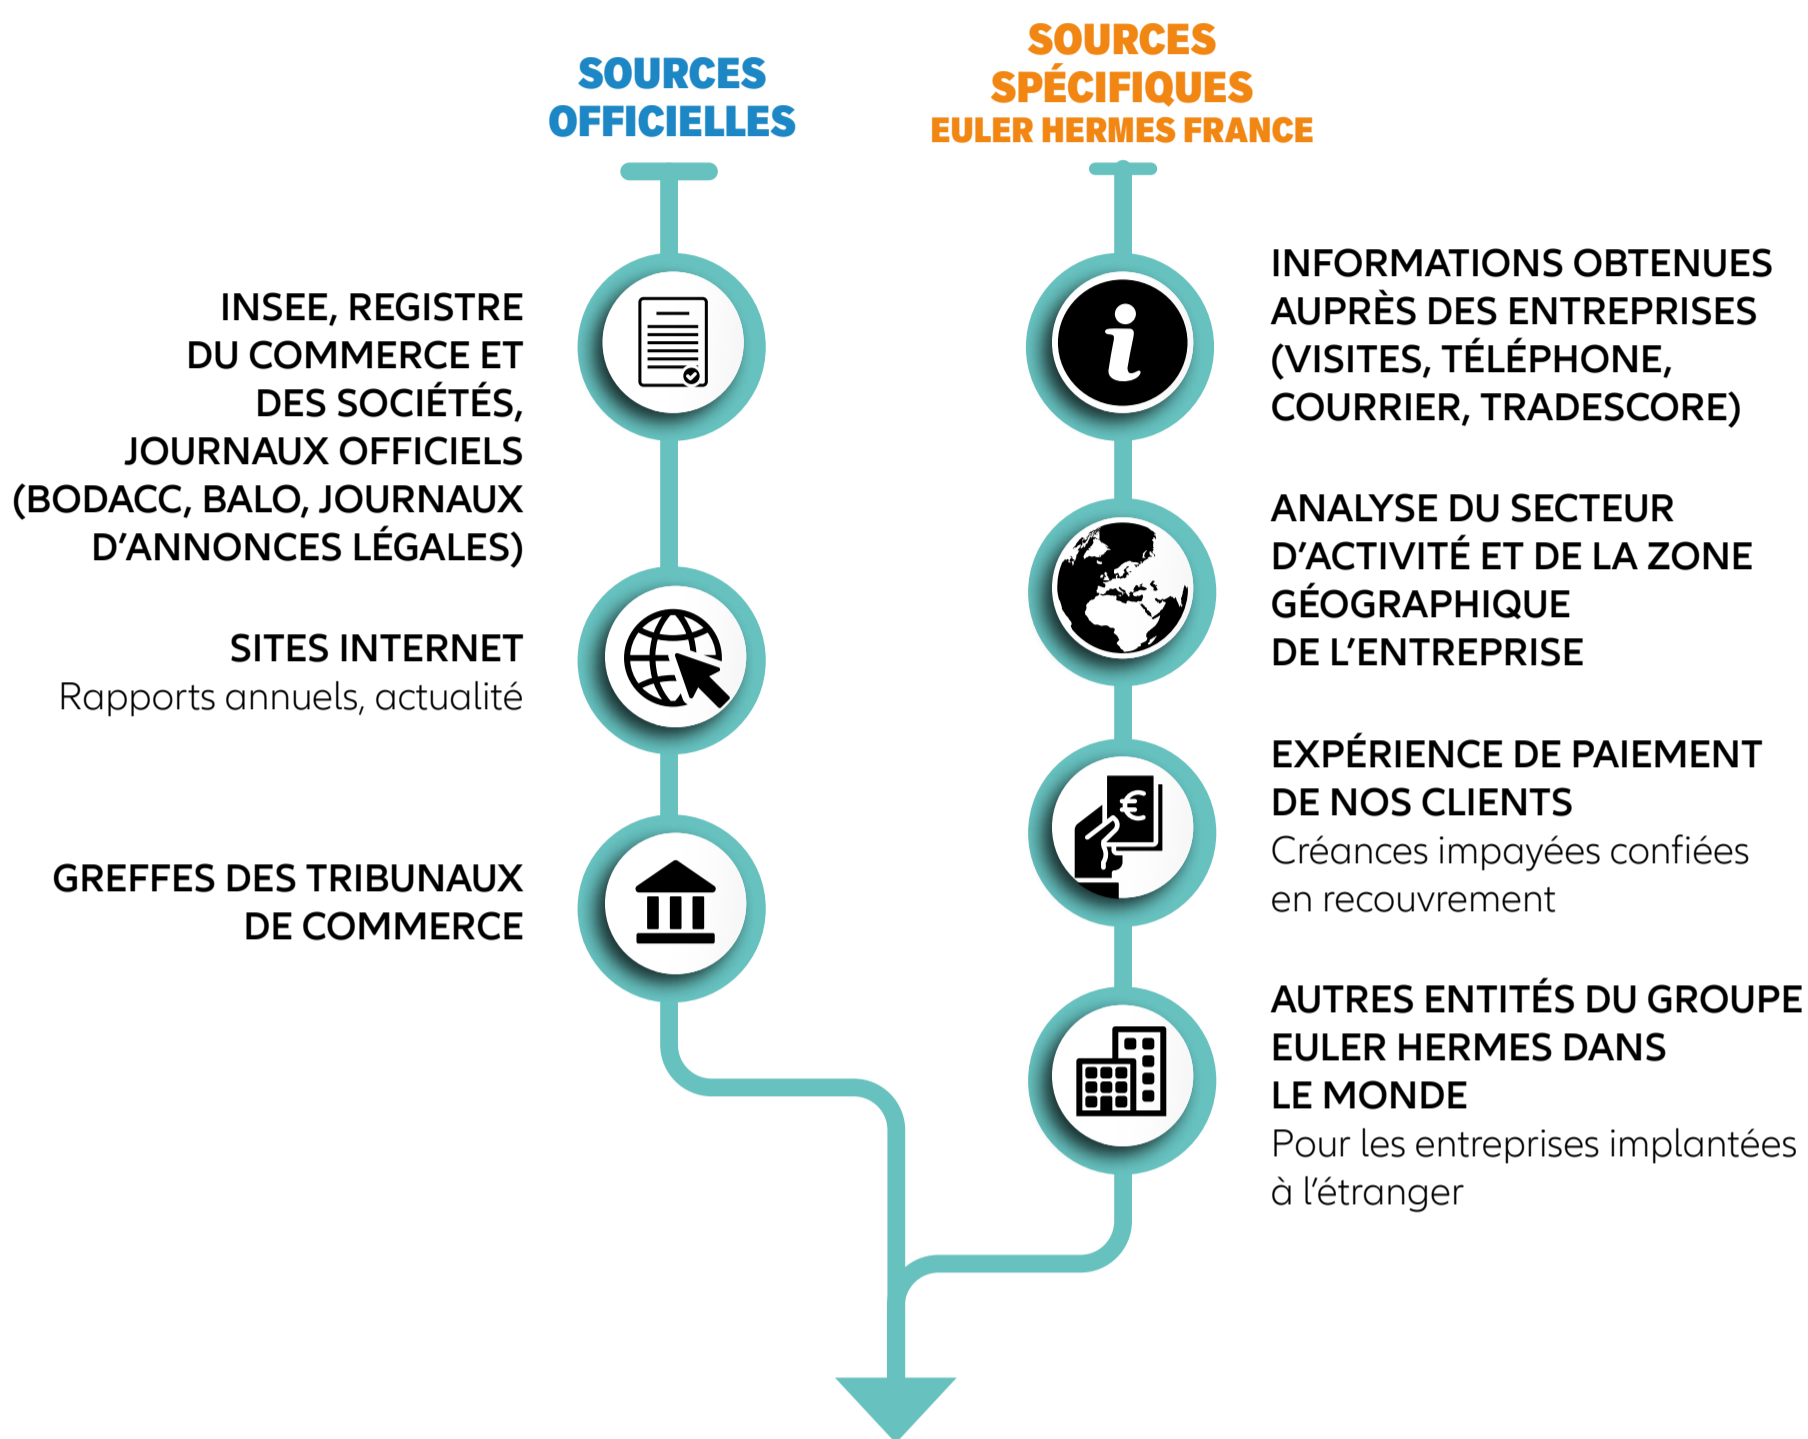 SOURCES
OFFICIELLES
INSEE, REGISTRE
DU COMMERCE ET
DES SOCIÉTÉS,
JOURNAUX OFFICIELS
(BODACC, BALO, JOURNAUX
D’ANNONCES LÉGALES)
SITES INTERNET
Rapports annuels, actualité
GREFFES DES TRIBUNAUX
DE COMMERCE
SOURCES
SPÉCIFIQUES
EULER HERMES FRANCE
i
INFORMATIONS OBTENUES
AUPRÈS DES ENTREPRISES
(VISITES, TÉLÉPHONE,
COURRIER, TRADESCORE)
ANALYSE DU SECTEUR
D’ACTIVITÉ ET DE LA ZONE
GÉOGRAPHIQUE
DE L’ENTREPRISE
€
EXPÉRIENCE DE PAIEMENT
DE NOS CLIENTS
Créances impayées confiées
en recouvrement
AUTRES ENTITÉS DU GROUPE
EULER HERMES DANS
LE MONDE
Pour les entreprises implantées
à l’étranger